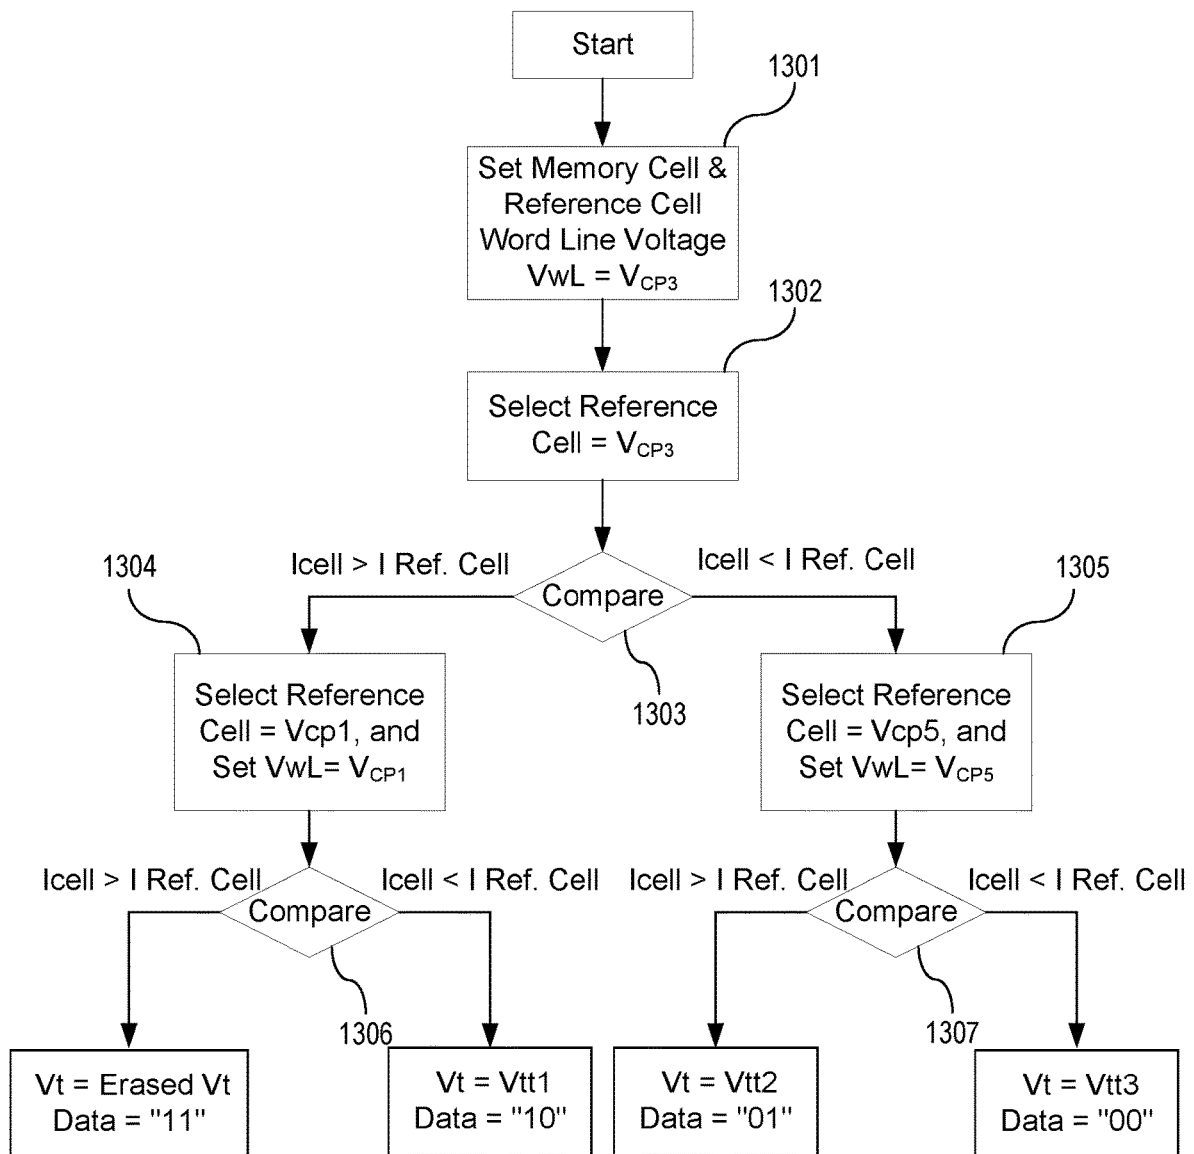 Start
1301
Set Memory Cell &
Reference Cell
Word Line Voltage
VwL = VCP3
1302
Select Reference
Cell = VCP3
1304
Icell > I Ref. Cell
Icell < I Ref. Cell
1305
Compare
1303
Select Reference
Cell = Vcp1, and
Set VwL= VCP1
Select Reference
Cell = Vcp5, and
Set VwL= VCP5
Icell > I Ref. Cell
Icell < I Ref. Cell
Icell > I Ref. Cell
Icell < I Ref. Cell
Compare
Compare
1306
1307
Vt = Erased Vt
Data = "11"
Vt = Vtt1
Data = "10"
Vt = Vtt2
Data = "01"
Vt = Vtt3
Data = "00"